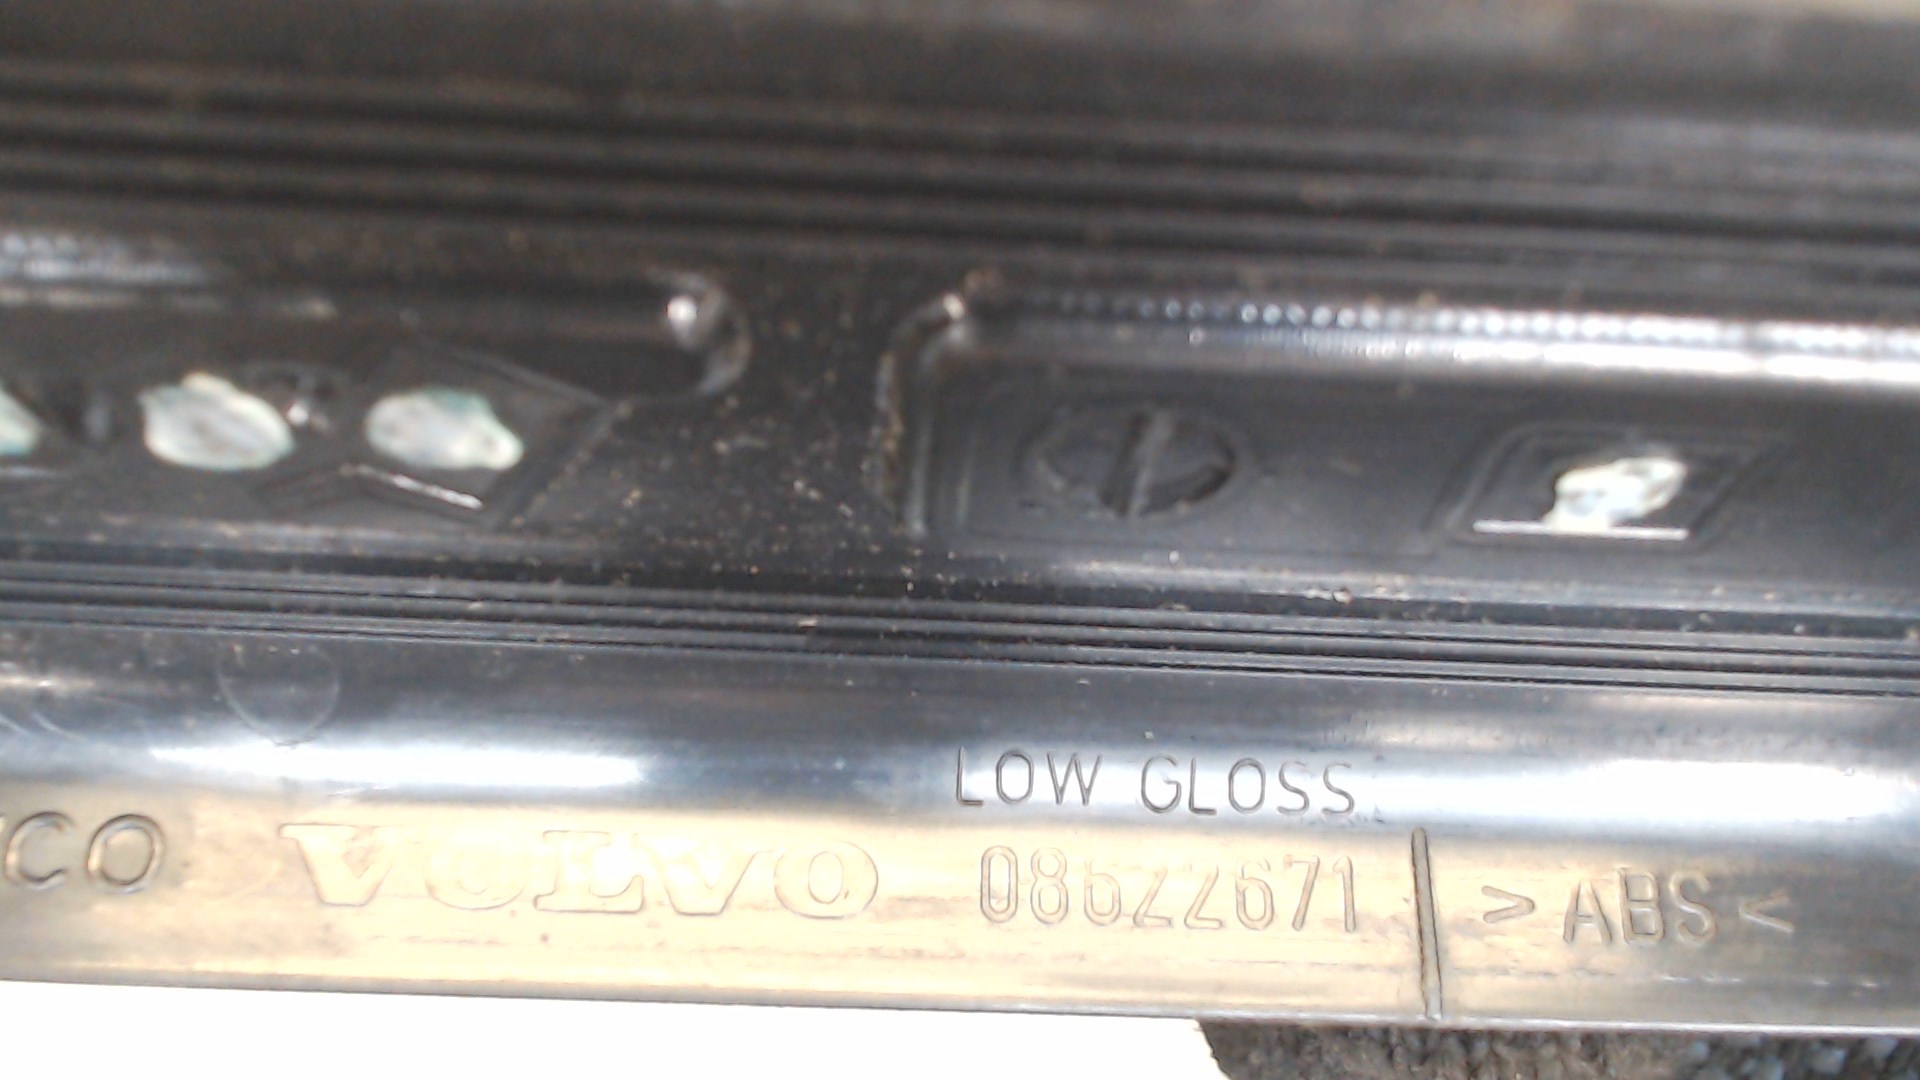 LOW GLOSS
CO VOLVO 08622671 > ABS <